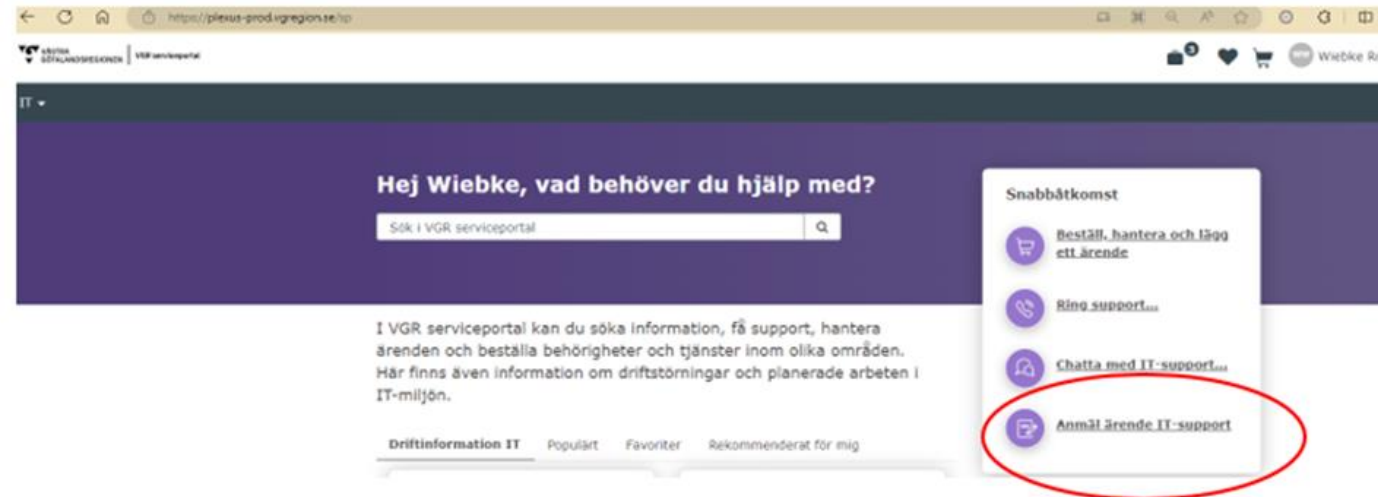 https://plexus-prod.vgregion.se/sp
VÄSTRA
GÖTALANDSREGIONEN
VGR serviceportal
3
Wiebke
IT
Hej Wiebke, vad behöver du hjälp med?
Sök i VGR serviceportal
Snabbåtkomst
Beställ, hantera och lägg
ett ärende
Ring support...
Chatta med IT-support...
Anmäl ärende IT-support
I VGR serviceportal kan du söka information, få support, hantera
ärenden och beställa behörigheter och tjänster inom olika områden.
Här finns även information om driftstörningar och planerade arbeten i
IT-miljön.
Driftinformation IT Populärt Favoriter Rekommenderat för mig